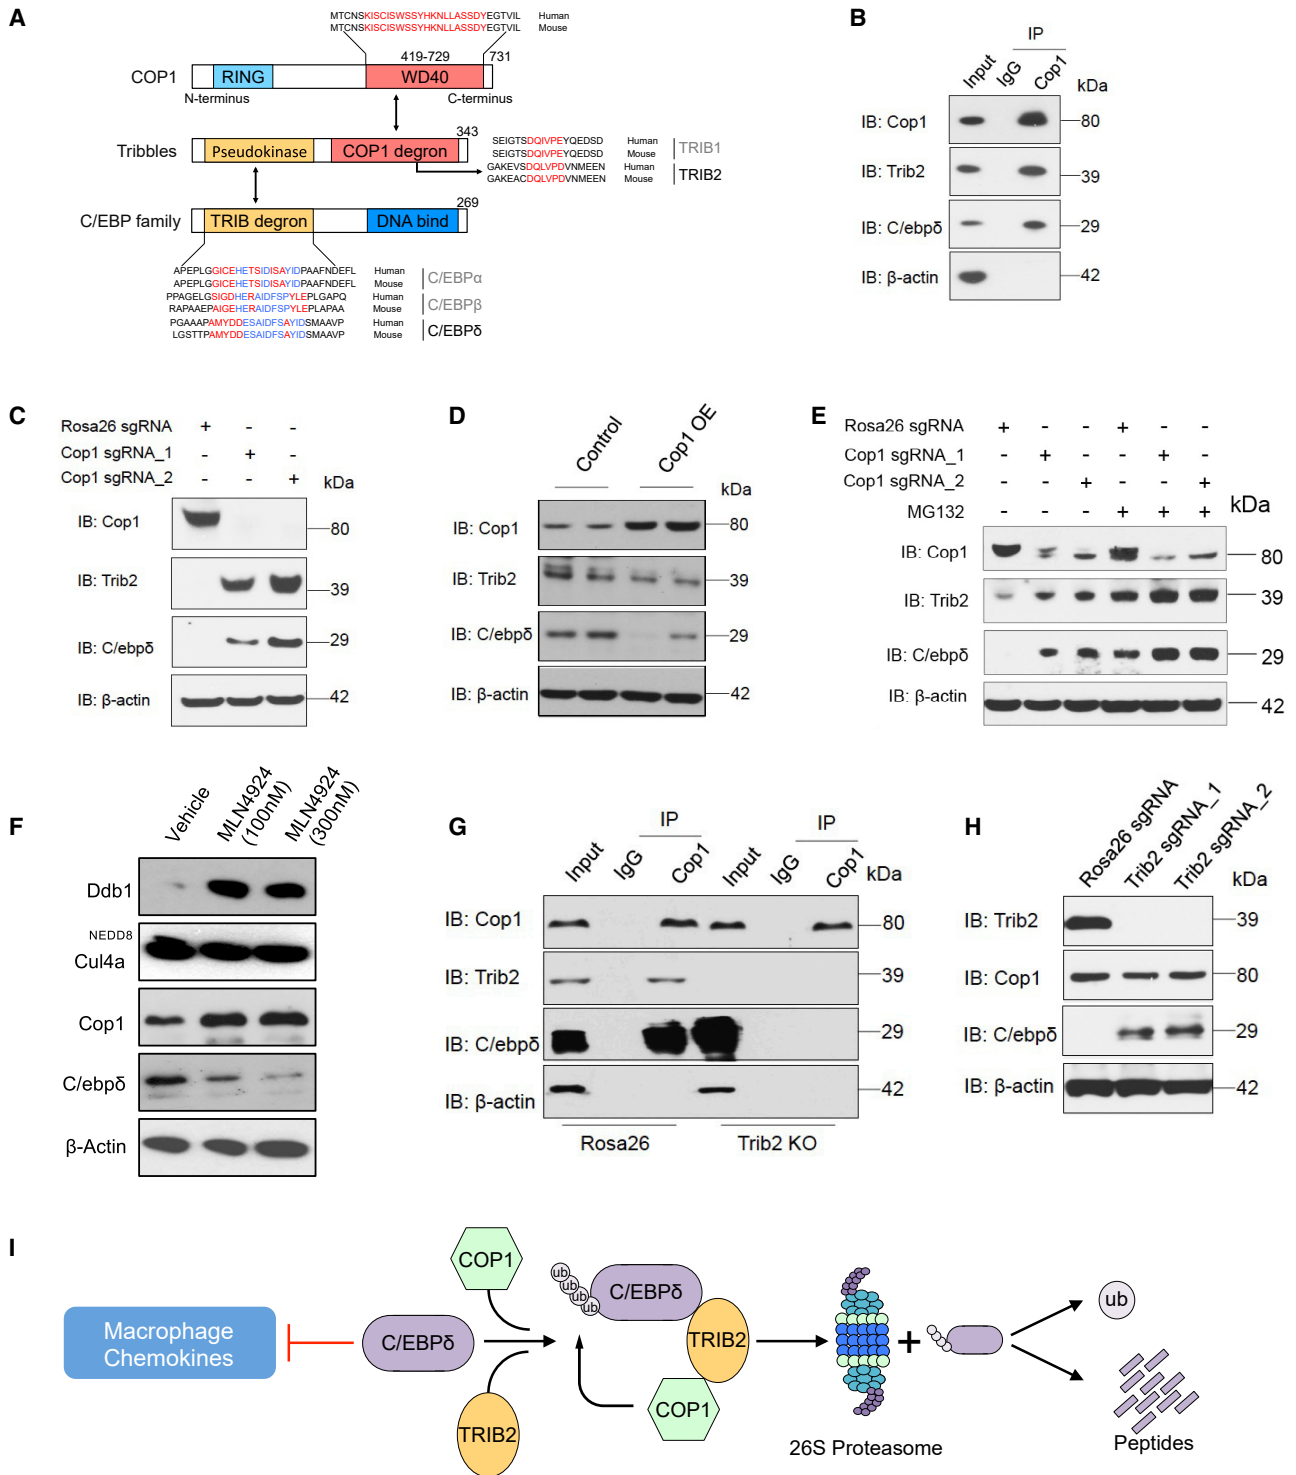 A
MTCNSKISCISWSSYHKNLLASSDYEGTVIL Human
MTCNSKISCISWSSYHKNLLASSDYEGTVIL Mouse
419-729 731
COP1 RING WD40
N-terminus C-terminus
343
Tribbles Pseudokinase COP1 degron
SEIGTSDQIVPEYQEDSD Human
SEIGTSDQIVPEYQEDSD Mouse
TRIB1
GAKEVSDQLVPDVNMEEN Human
GAKEACDQLVPDVNMEEN Mouse
TRIB2
269
C/EBP family TRIB degron DNA bind
APEPLGGICEHETSIDISAYIDPAAFNDEFL Human
APEPLGGICEHETSIDISAYIDPAAFNDEFL Mouse
C/EBPα
PPAGELGSIGDHERAIDFSPYLEPLGAPQ Human
RAPAAEPAIGEHERAIDFSPYLEPLAPAA Mouse
C/EBPβ
PGAAAPAMYDDESAIDFSAYIDSMAAVP Human
LGSTTPAMYDDESAIDFSAYIDSMAAVP Mouse
C/EBPδ
B
IP
Input IgG Cop1 kDa
IB: Cop1 80
IB: Trib2 39
IB: C/ebpδ 29
IB: β-actin 42
C
Rosa26 sgRNA + - -
Cop1 sgRNA_1 - + -
Cop1 sgRNA_2 - - + kDa
IB: Cop1 80
IB: Trib2 39
IB: C/ebpδ 29
IB: β-actin 42
D
Control Cop1 OE
kDa
IB: Cop1 80
IB: Trib2 39
IB: C/ebpδ 29
IB: β-actin 42
E
Rosa26 sgRNA + - - + - -
Cop1 sgRNA_1 - + - - + -
Cop1 sgRNA_2 - - + - - +
MG132 - - - + + + kDa
IB: Cop1 80
IB: Trib2 39
IB: C/ebpδ 29
IB: β-actin 42
F
Vehicle MLN4924 (100nM) MLN4924 (300nM)
Ddb1
NEDD8
Cul4a
Cop1
C/ebpδ
β-Actin
G
IP IP
Input IgG Cop1 Input IgG Cop1 kDa
IB: Cop1 80
IB: Trib2 39
IB: C/ebpδ 29
IB: β-actin 42
Rosa26 Trib2 KO
H
Rosa26 sgRNA Trib2 sgRNA_1 Trib2 sgRNA_2
kDa
IB: Trib2 39
IB: Cop1 80
IB: C/ebpδ 29
IB: β-actin 42
I
COP1
Macrophage
Chemokines
C/EBPδ
TRIB2
ub
ub
ub
ub
C/EBPδ
TRIB2
COP1
26S Proteasome
+
ub
Peptides